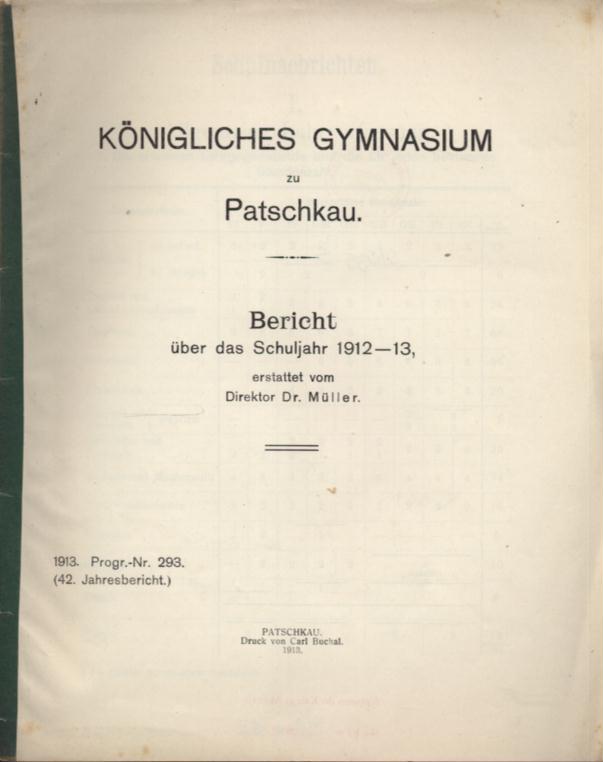 KÖNIGLICHES GYMNASIUM
zu
Patschkau.
Bericht
über das Schuljahr 1912—13,
erstattet vom
Direktor Dr. Müller.
1913. Progr.-Nr. 293.
(42. Jahresbericht.)
PATSCHKAU.
Druck von Carl Buchal.
1913.